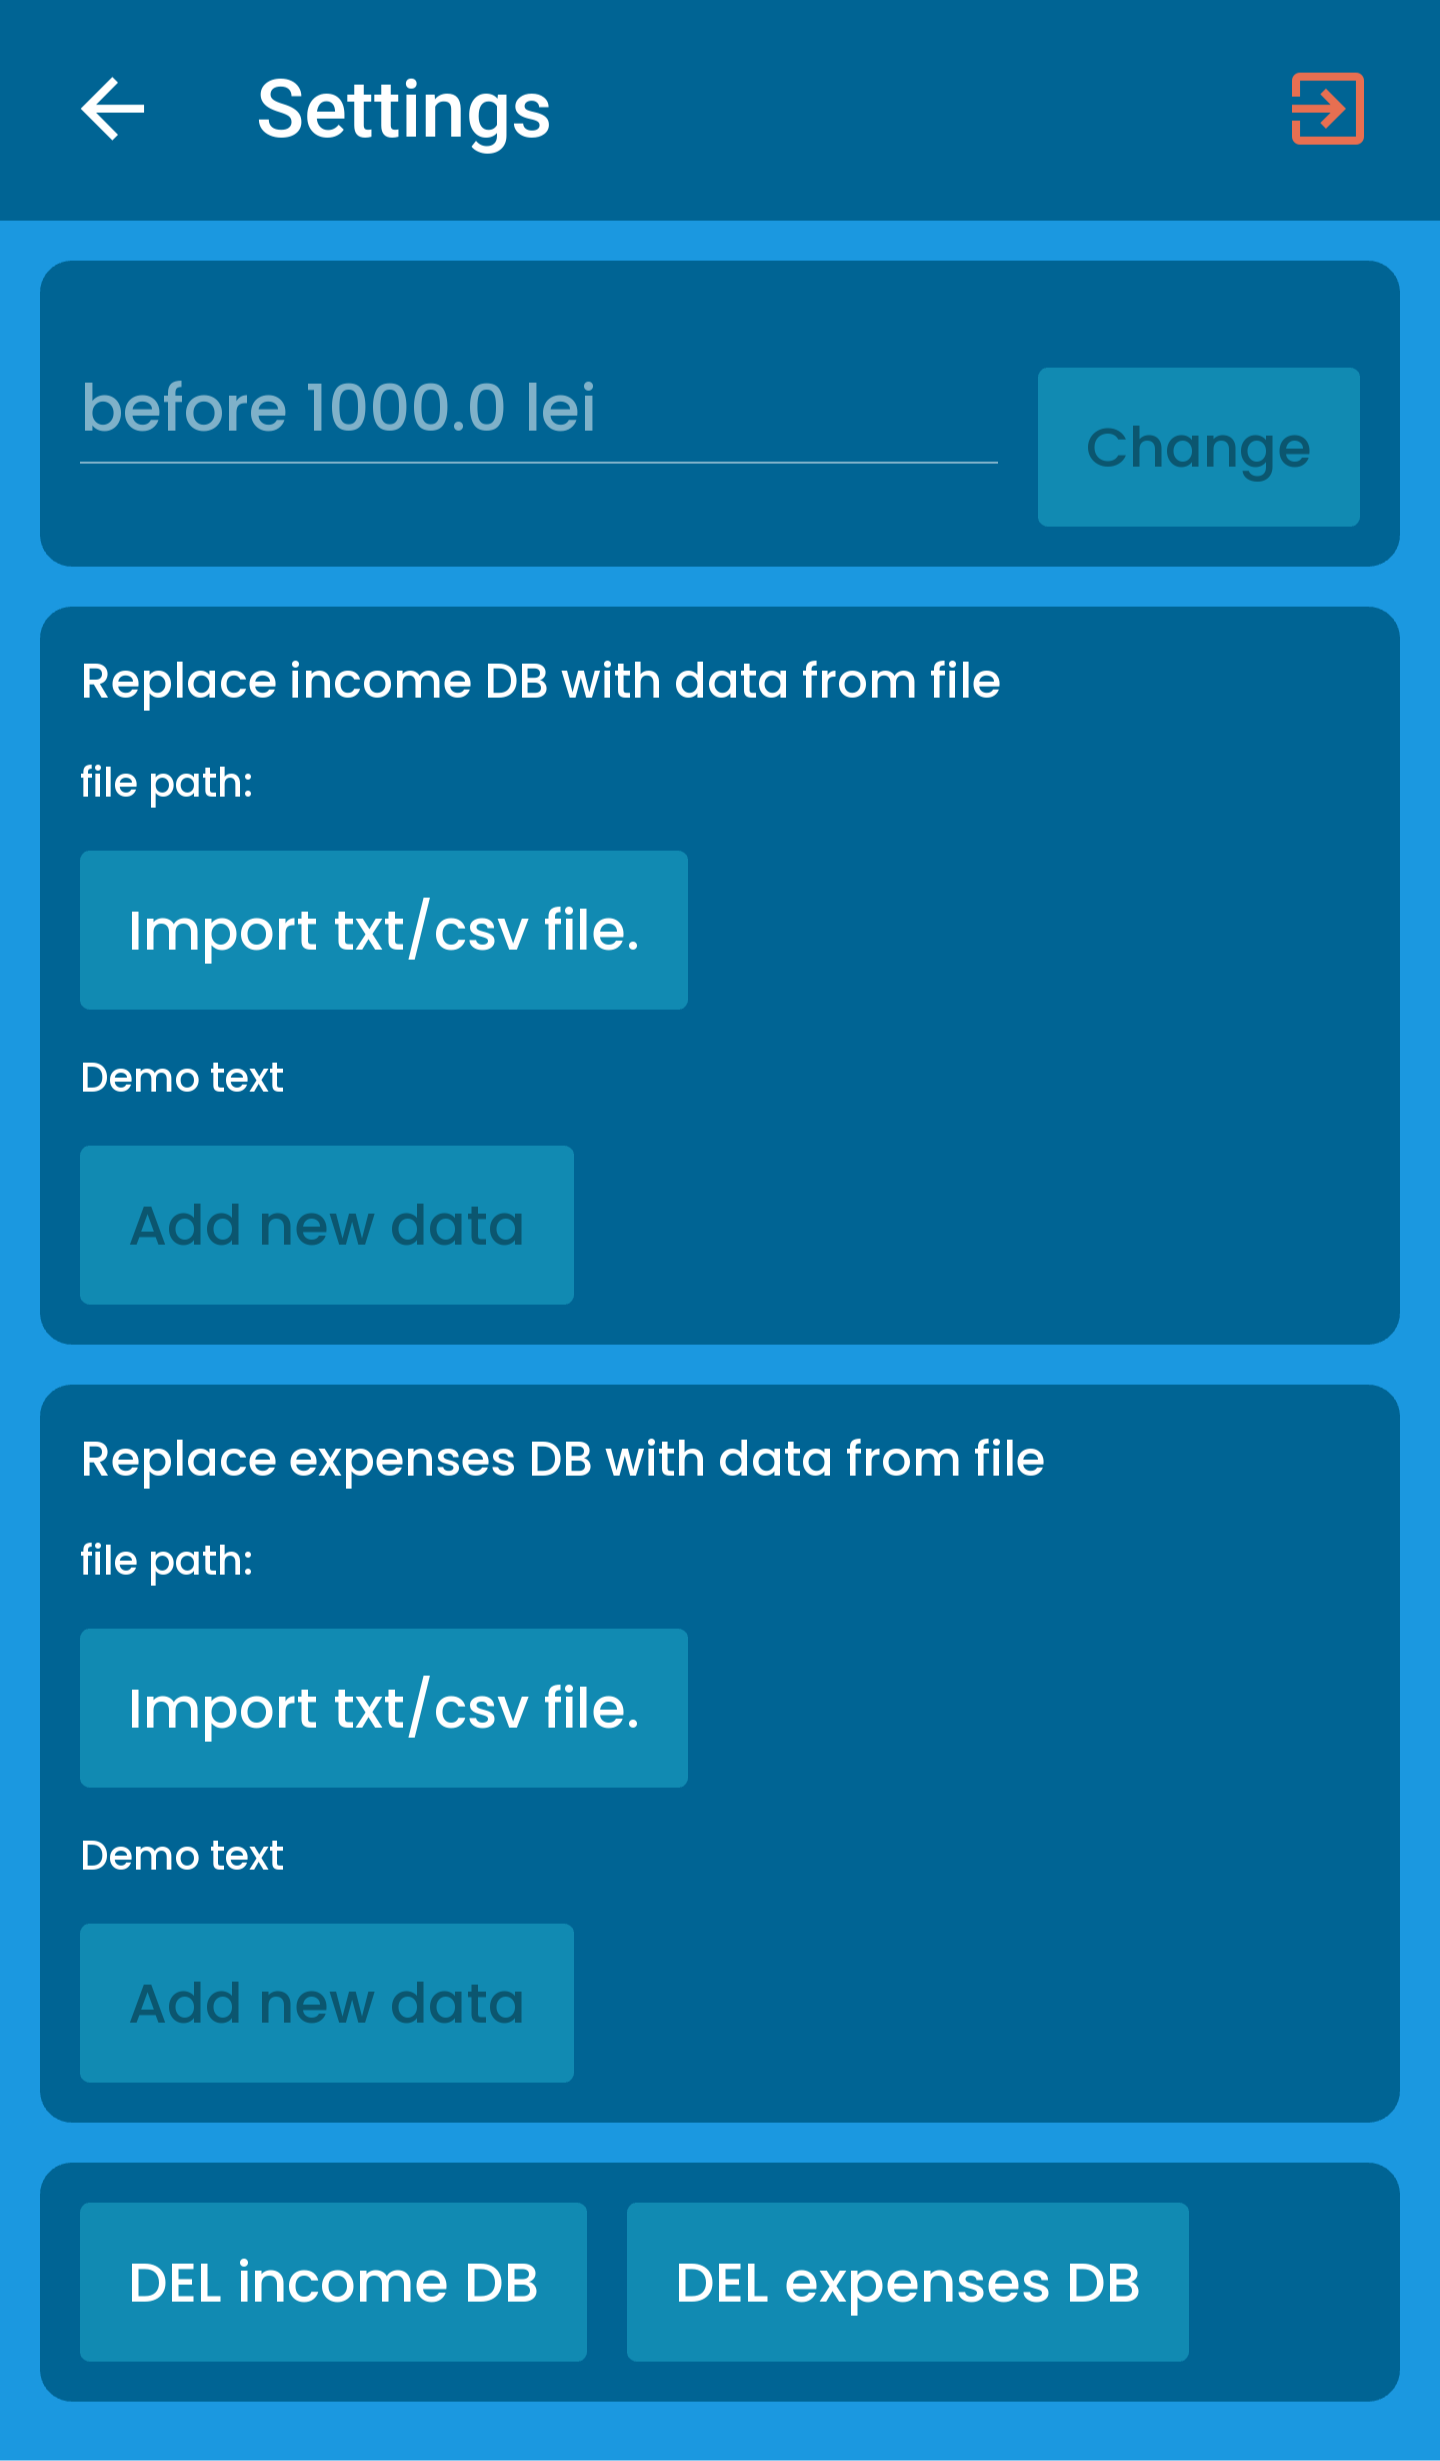 Settings
before 1000.0 lei
Change
Replace income DB with data from file
file path:
Import txt/csv file.
Demo text
Add new data
Replace expenses DB with data from file
file path:
Import txt/csv file.
Demo text
Add new data
DEL income DB
DEL expenses DB